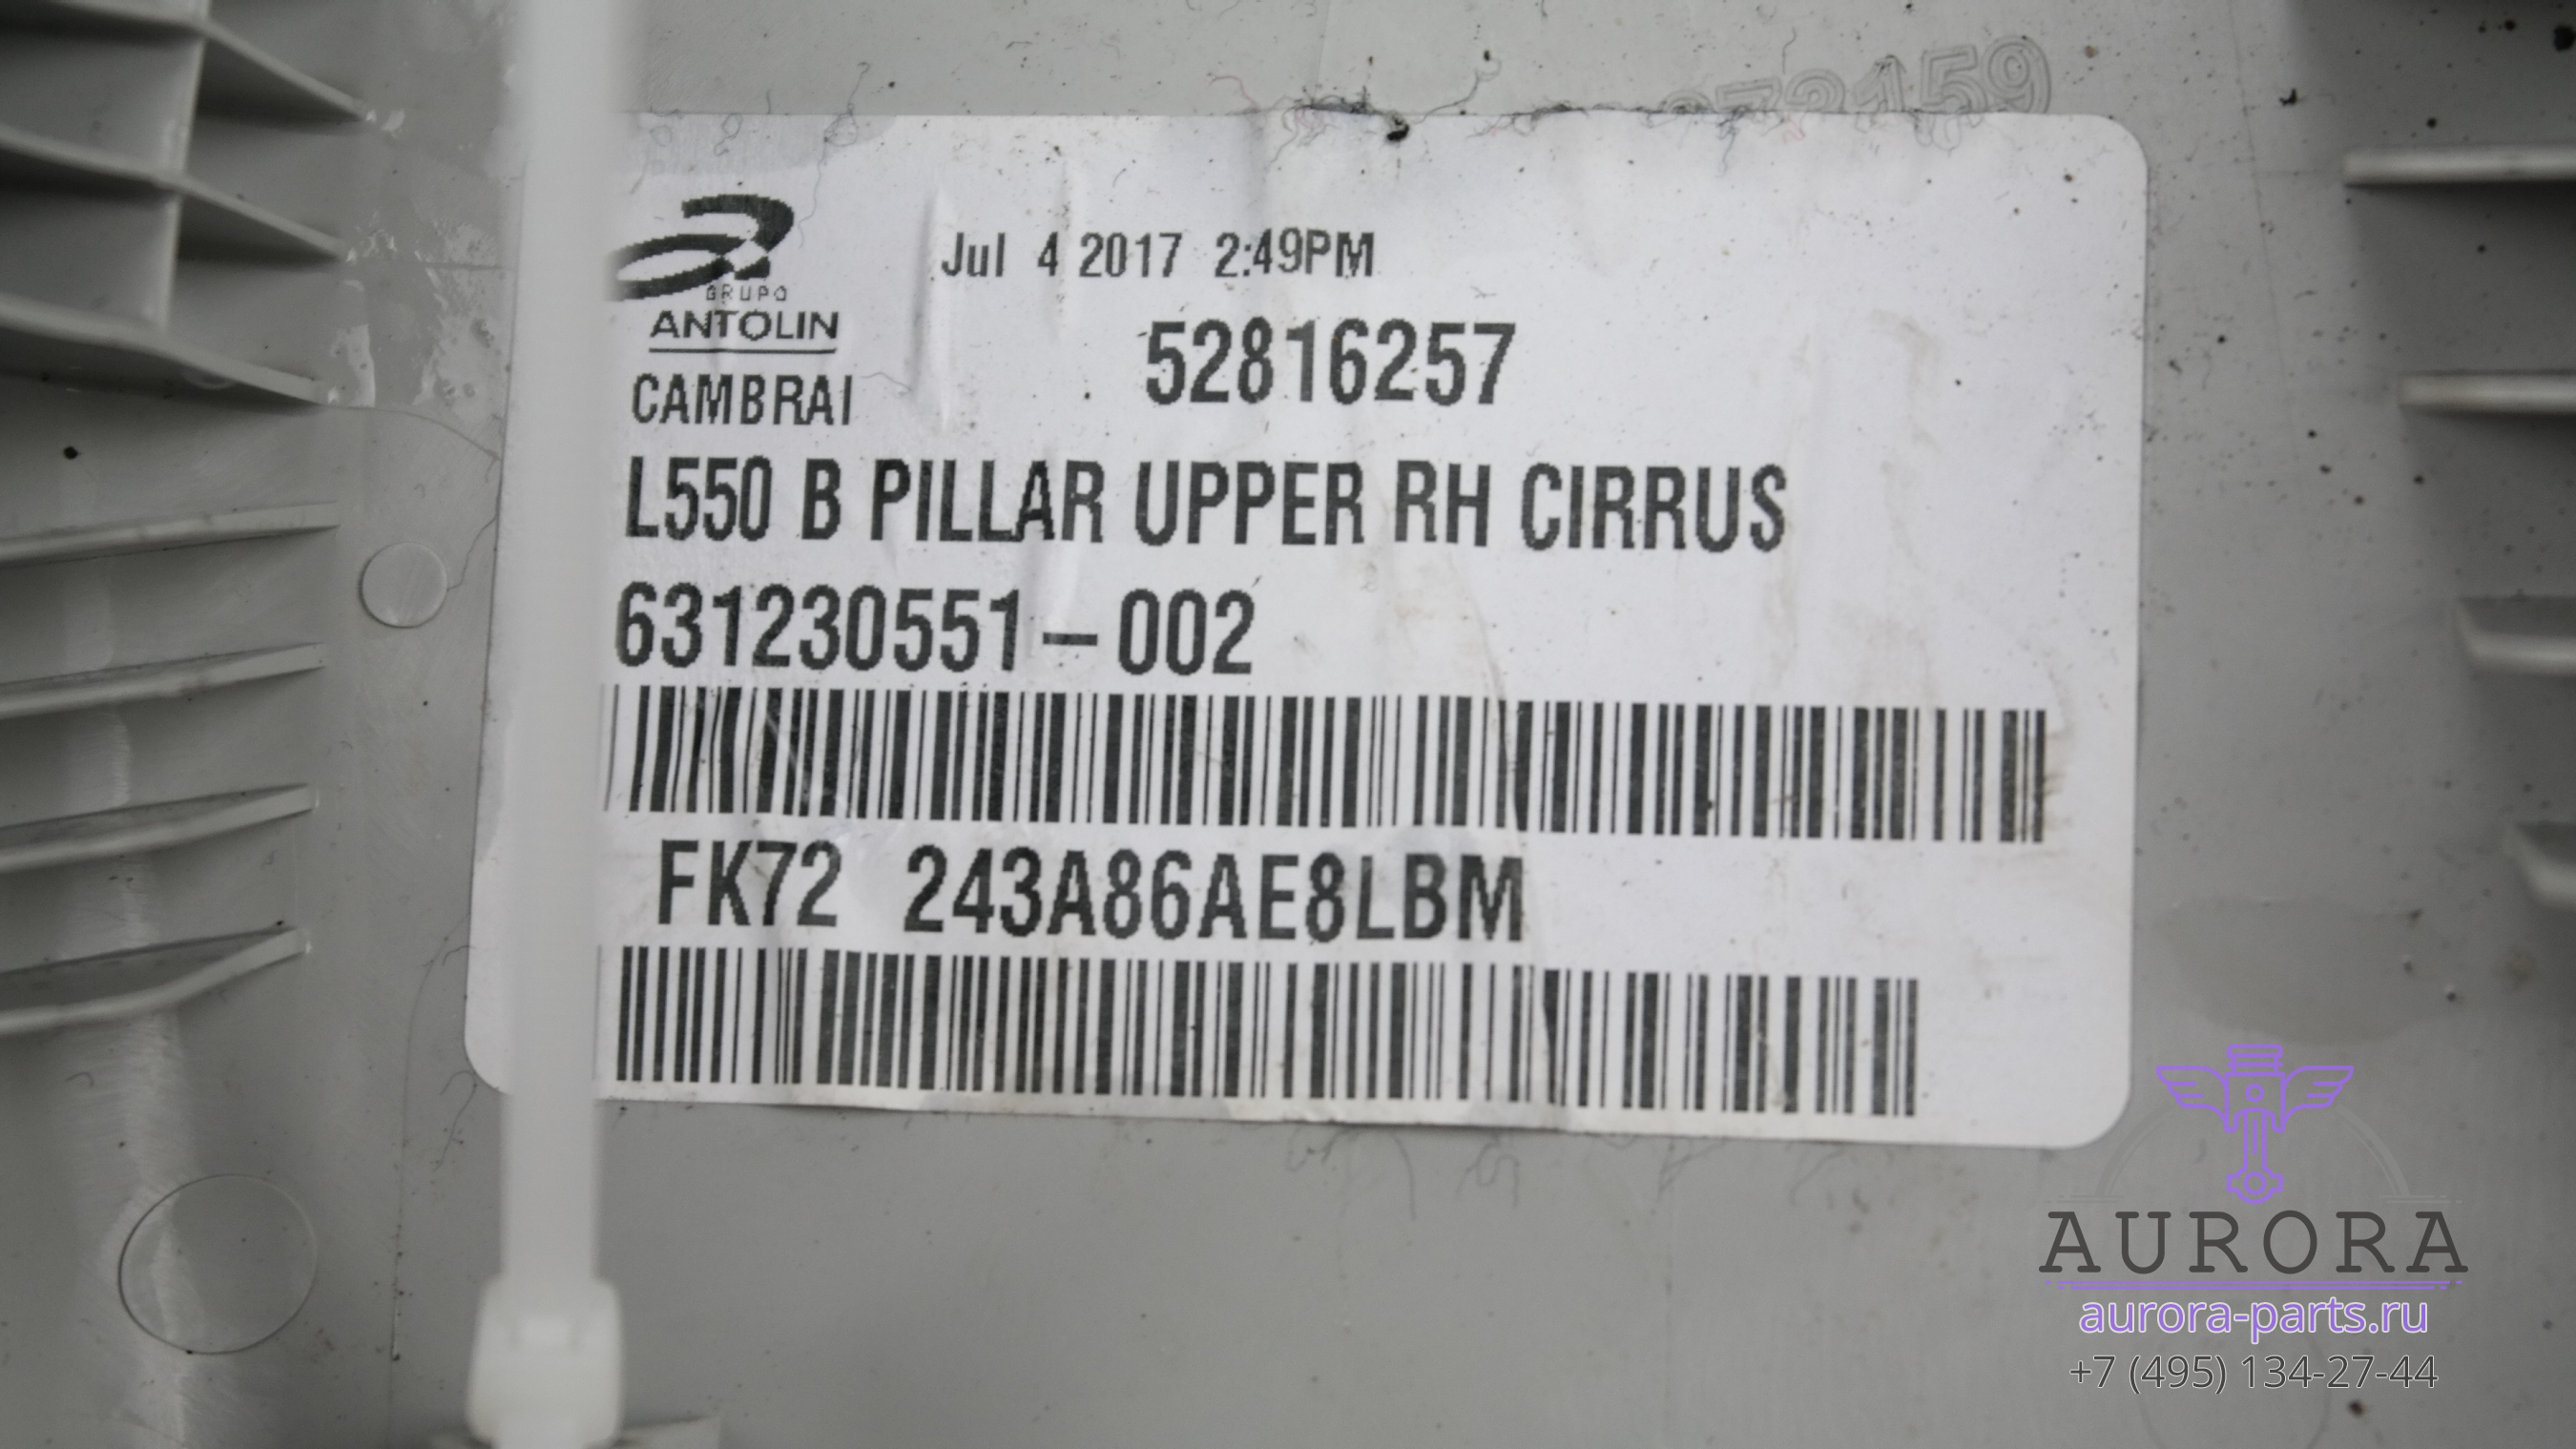 GRUPO
ANTOLIN
CAMBRAI
Jul 4 2017 2:49PM
52816257
L550 B PILLAR UPPER RH CIRRUS
631230551-002
FK72 243A86AE8LBM
AURORA
aurora-parts.ru
+7 (495) 134-27-44